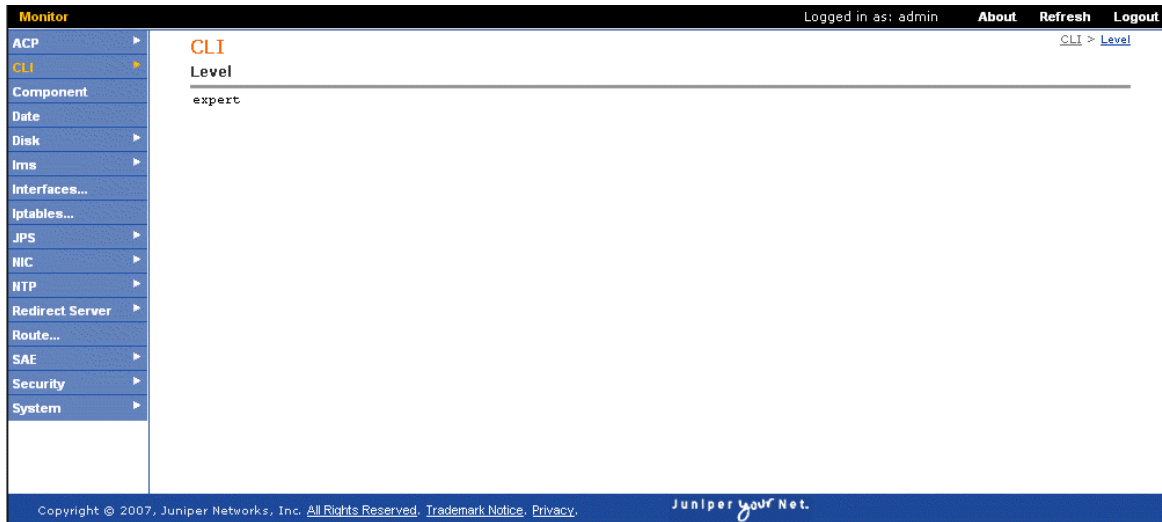 Monitor
Logged in as: admin About Refresh Logout
CLI > Level
ACP
CLI
Component
Date
Disk
Ims
Interfaces...
Iptables...
JPS
NIC
NTP
Redirect Server
Route...
SAE
Security
System
CLI
Level
expert
Copyright © 2007, Juniper Networks, Inc. All Rights Reserved. Trademark Notice. Privacy.
Juniper your Net.